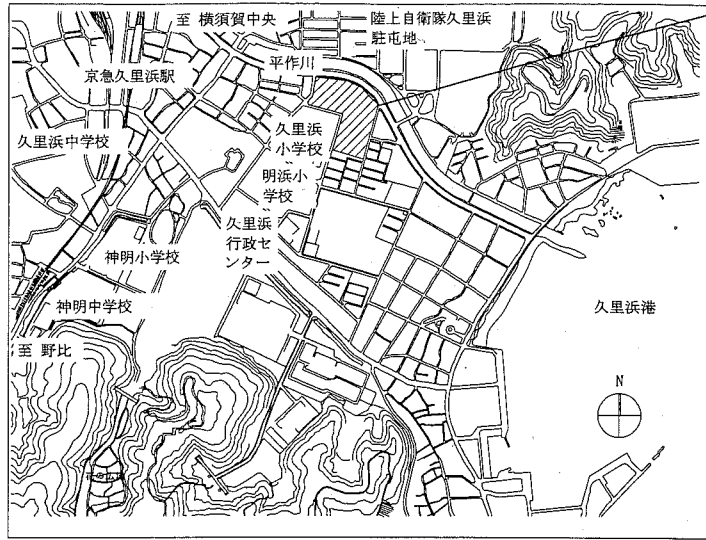 至 横須賀中央
陸上自衛隊久里浜
駐屯地
平作川
京急久里浜駅
久里浜中学校
久里浜
小学校
明浜小
学校
久里浜
行政セ
ンター
神明小学校
神明中学校
久里浜港
至 野比
N